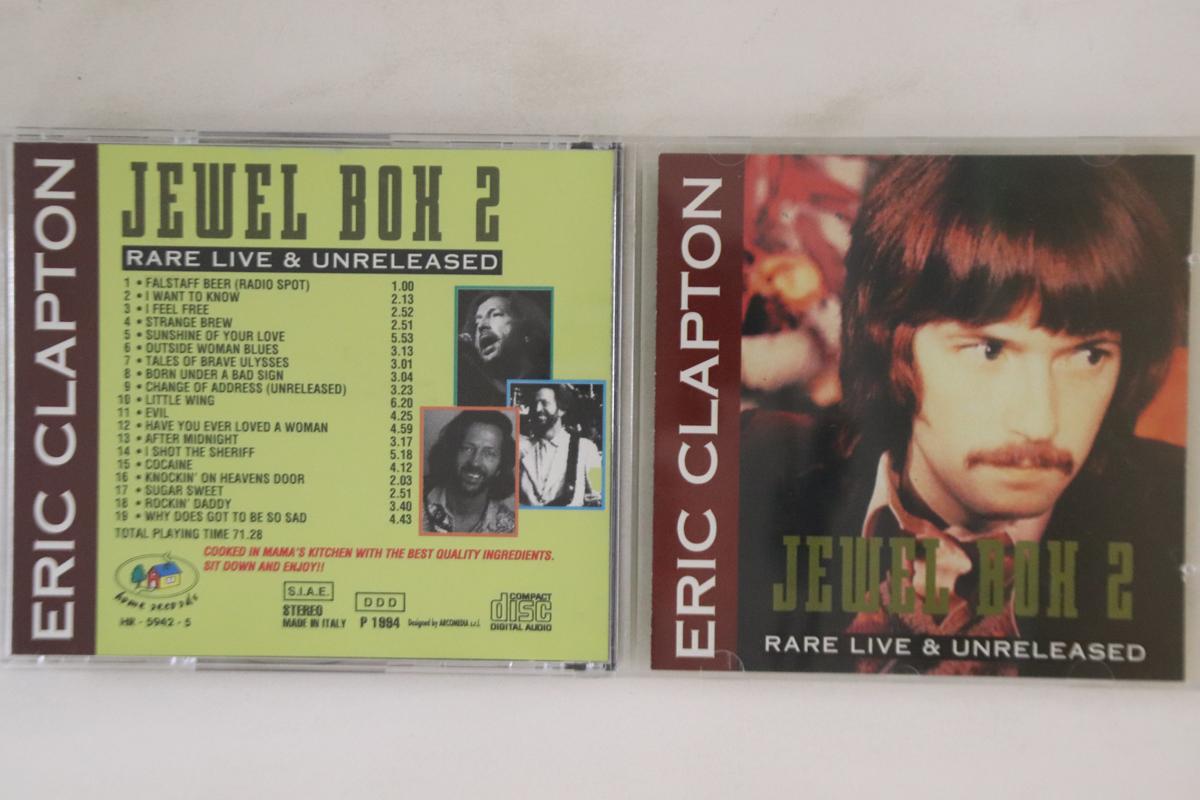 ERIC CLAPTON
JEWEL BOX 2
RARE LIVE & UNRELEASED
1 • FALSTAFF BEER (RADIO SPOT) 1.00
2 • I WANT TO KNOW 2.13
3 • I FEEL FREE 2.52
4 • STRANGE BREW 2.51
5 • SUNSHINE OF YOUR LOVE 5.53
6 • OUTSIDE WOMAN BLUES 3.13
7 • TALES OF BRAVE ULYSSES 3.01
8 • BORN UNDER A BAD SIGN 3.04
9 • CHANGE OF ADDRESS (UNRELEASED) 3.23
10 • LITTLE WING 6.20
11 • EVIL 4.25
12 • HAVE YOU EVER LOVED A WOMAN 4.59
13 • AFTER MIDNIGHT 3.17
14 • I SHOT THE SHERIFF 5.18
15 • COCAINE 4.12
16 • KNOCKIN' ON HEAVENS DOOR 2.03
17 • SUGAR SWEET 2.51
18 • ROCKIN' DADDY 3.40
19 • WHY DOES GOT TO BE SO SAD 4.43
TOTAL PLAYING TIME 71.28
COOKED IN MAMA'S KITCHEN WITH THE BEST QUALITY INGREDIENTS.
SIT DOWN AND ENJOY!!
home records
HR - 5942 - 5
S.I.A.E.
STEREO
MADE IN ITALY
DDD
P 1994
Designed by ARCOMEDIA s.r.l.
COMPACT
disc
DIGITAL AUDIO
ERIC CLAPTON
JEWEL BOX 2
RARE LIVE & UNRELEASED